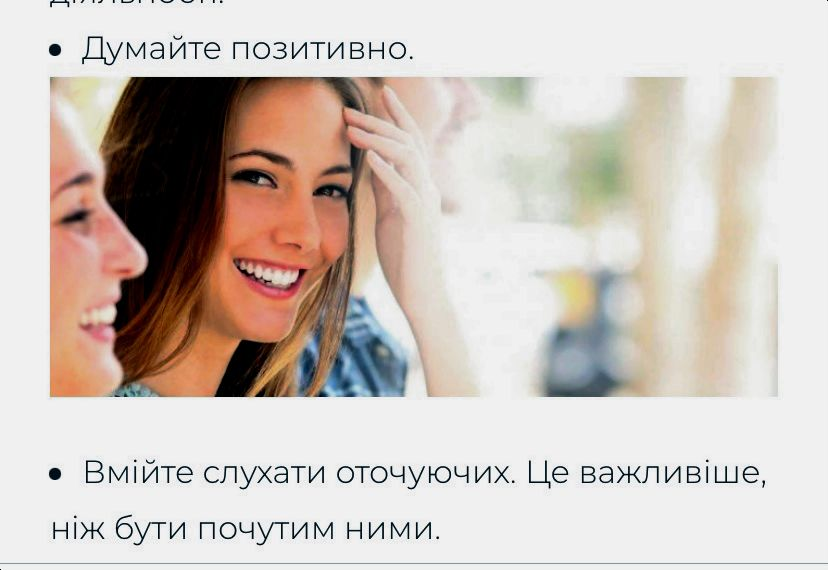 • Думайте позитивно.
• Вмійте слухати оточуючих. Це важливіше,
ніж бути почутим ними.